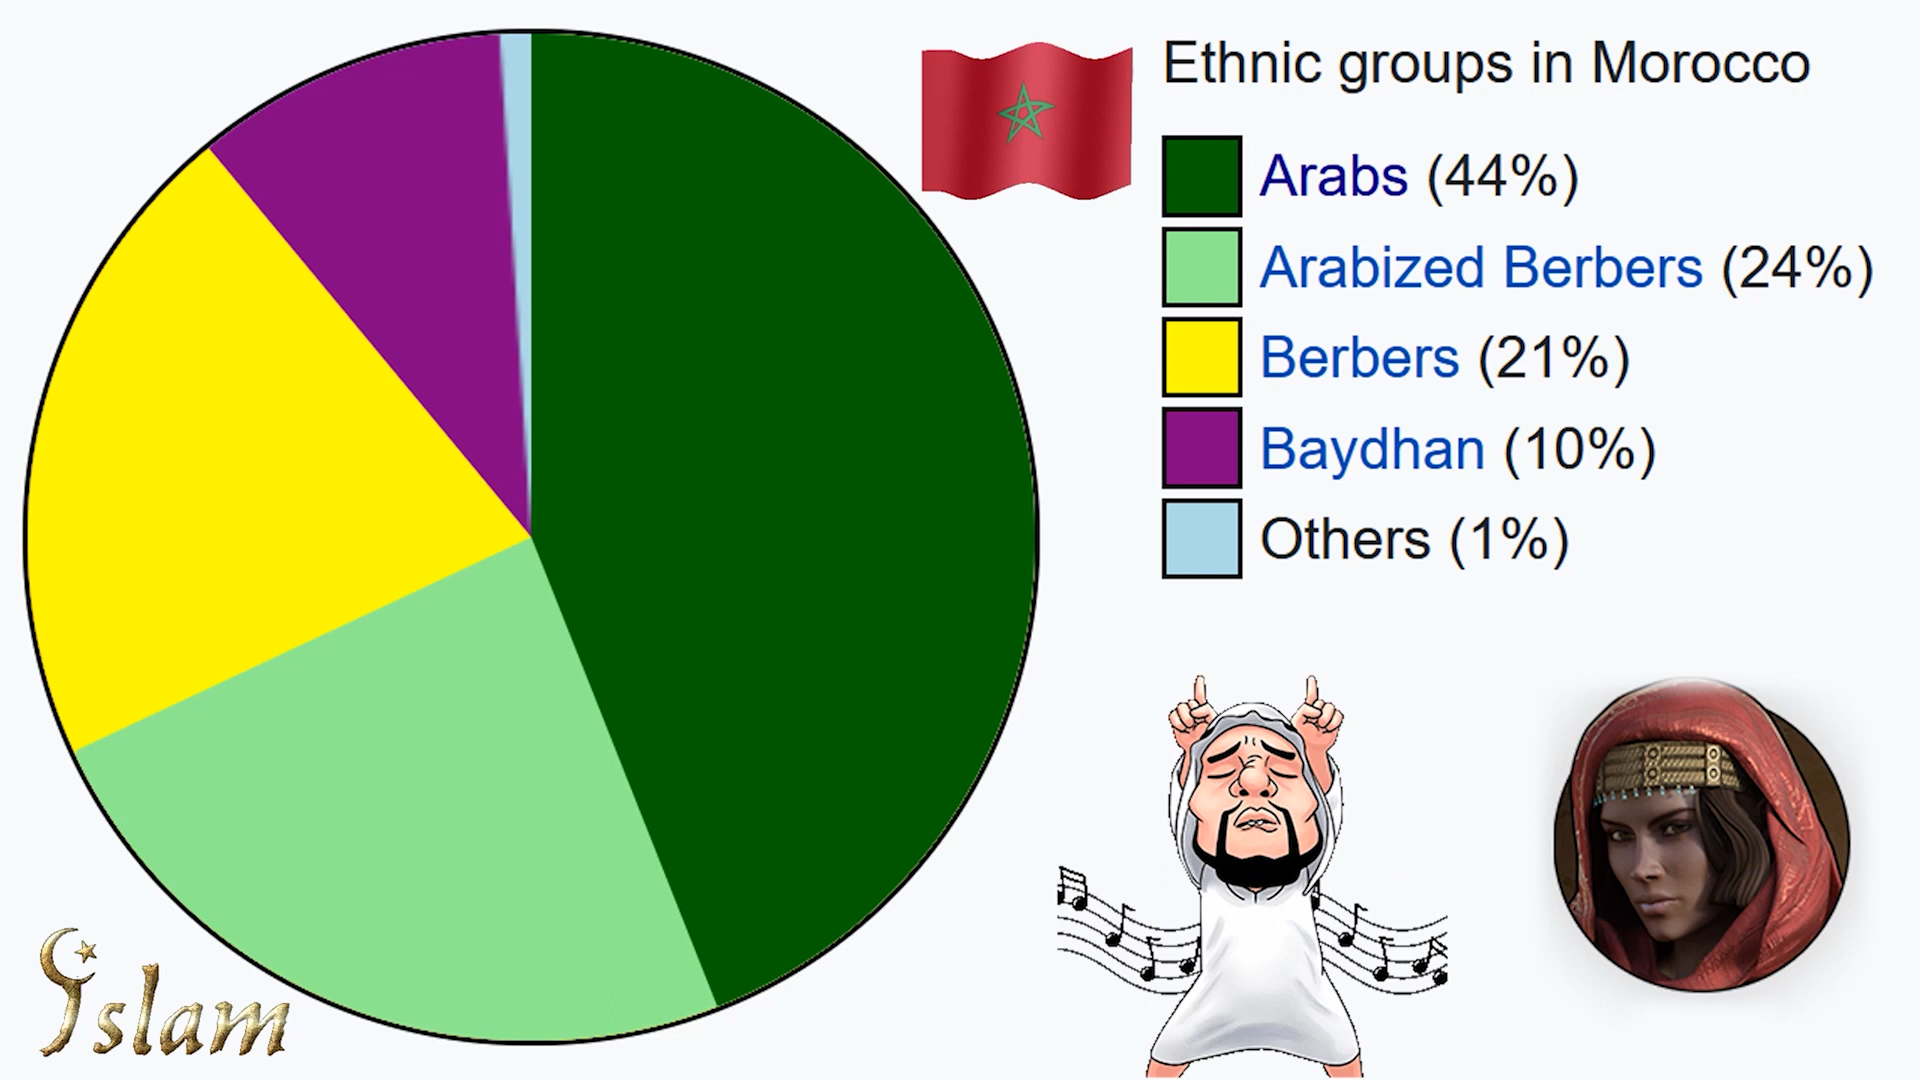 Ethnic groups in Morocco
Arabs (44%)
Arabized Berbers (24%)
Berbers (21%)
Baydhan (10%)
Others (1%)
Islam